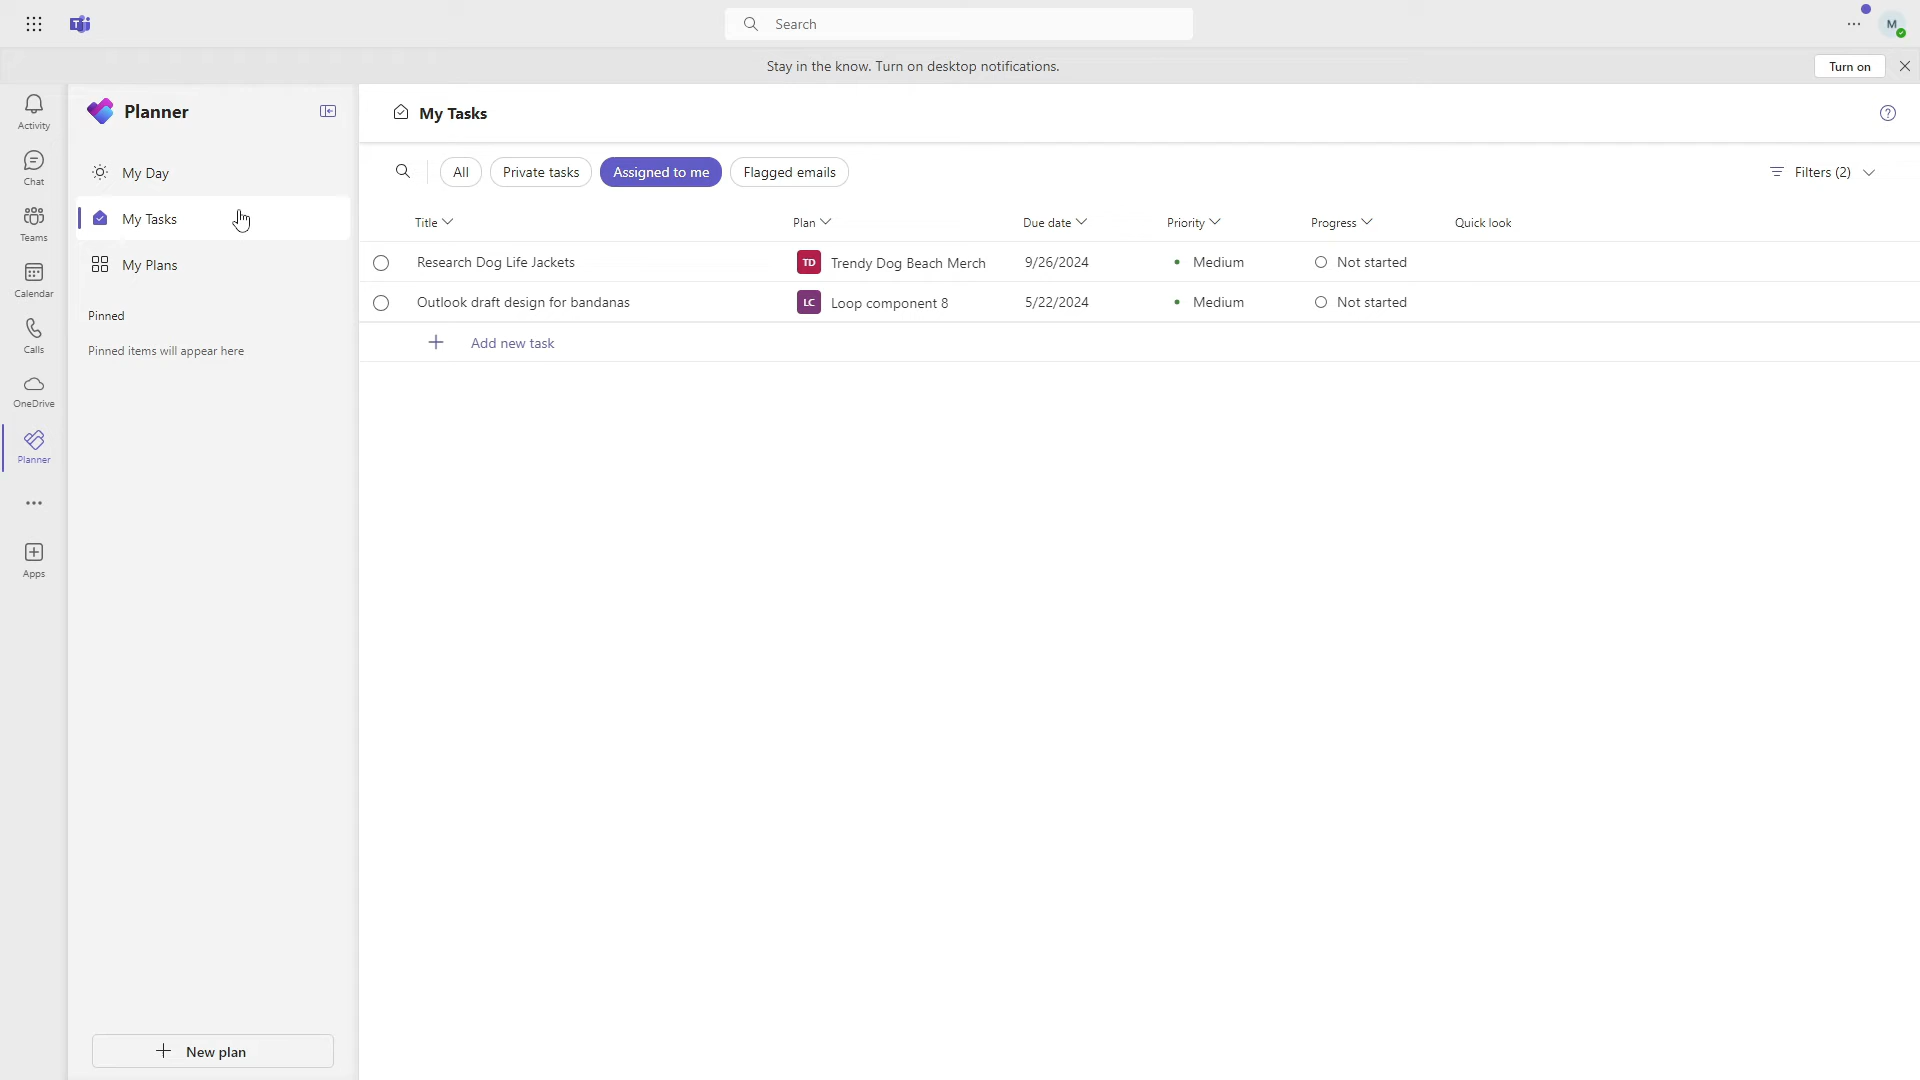 Search
M
Stay in the know. Turn on desktop notifications.
Turn on
Activity
Chat
Teams
Calendar
Calls
OneDrive
Planner
Apps
Planner
My Day
My Tasks
My Plans
Pinned
Pinned items will appear here
New plan
My Tasks
All Private tasks Assigned to me Flagged emails Filters (2)
Title Plan Due date Priority Progress Quick look
Research Dog Life Jackets TD Trendy Dog Beach Merch 9/26/2024 Medium Not started
Outlook draft design for bandanas LC Loop component 8 5/22/2024 Medium Not started
Add new task